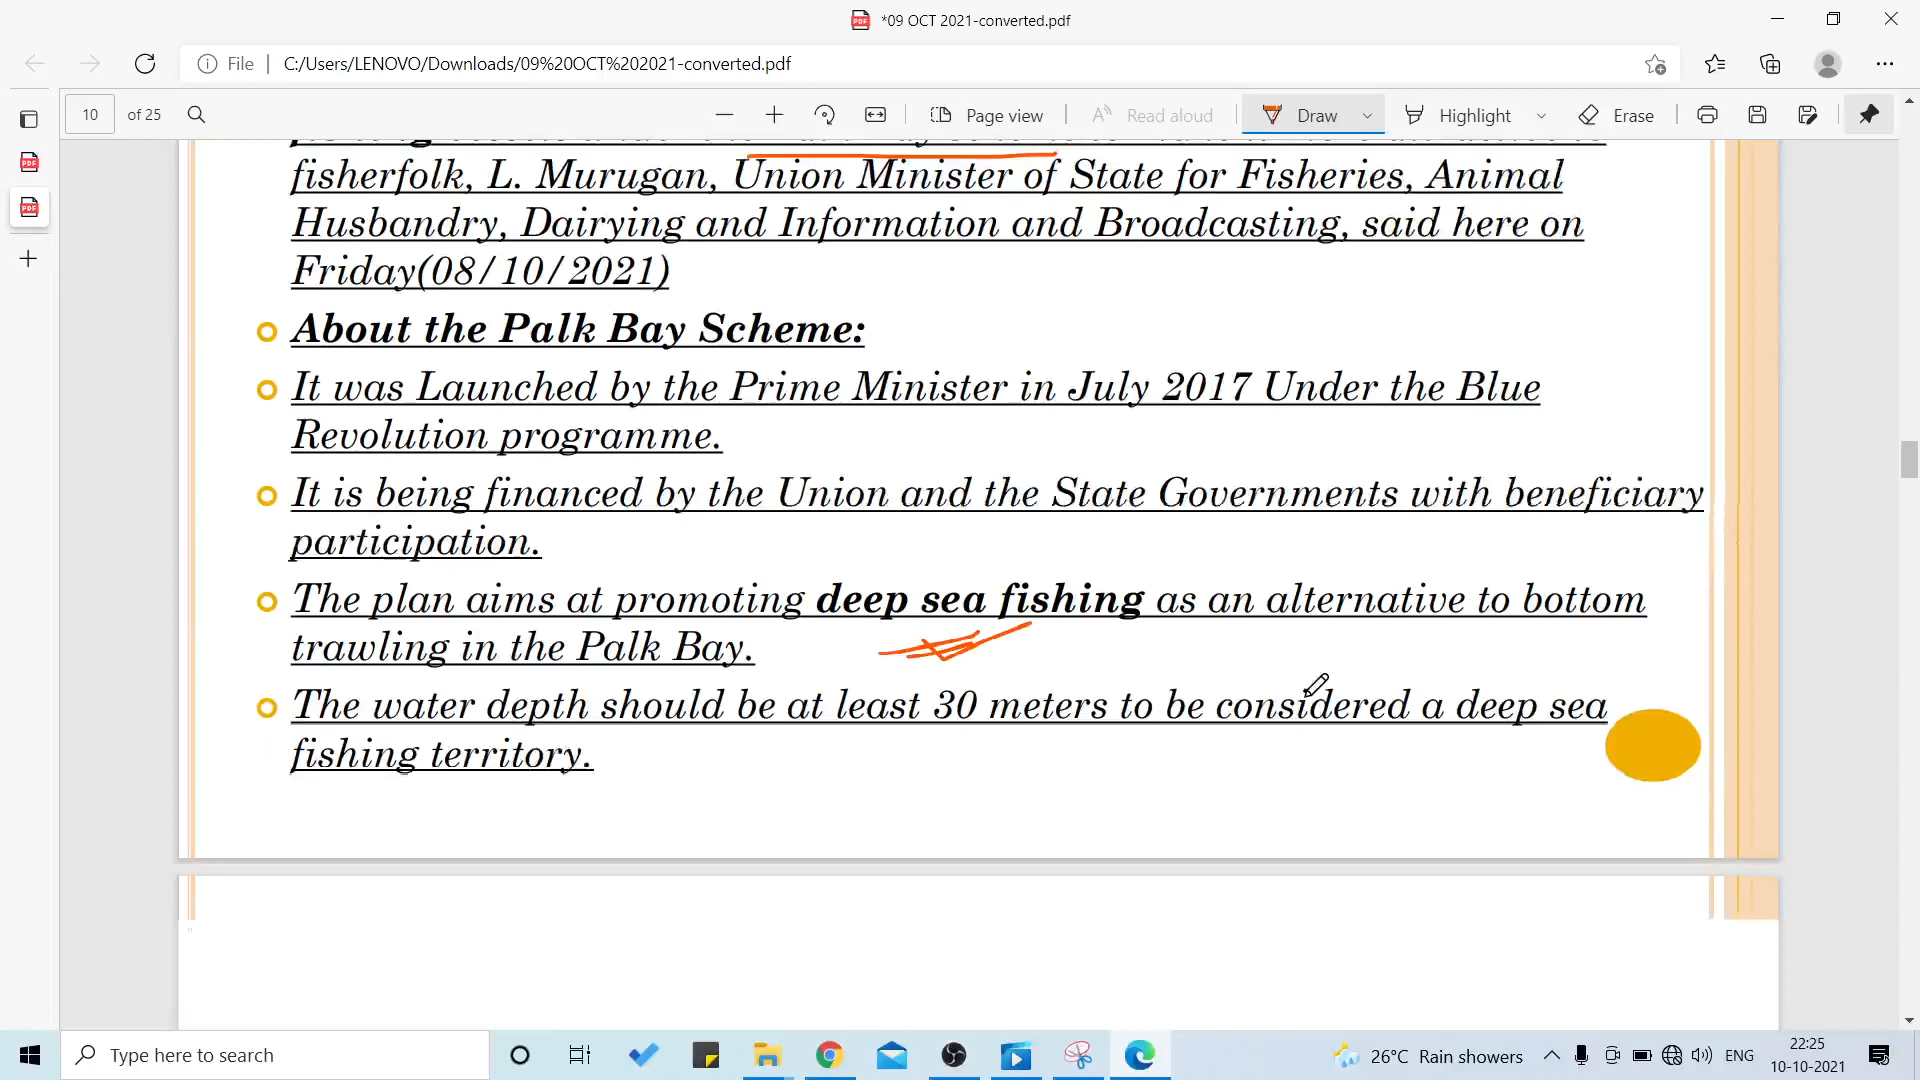 *09 OCT 2021-converted.pdf
File C:/Users/LENOVO/Downloads/09%20OCT%202021-converted.pdf
10 of 25 Page view Read aloud Draw Highlight Erase
fisherfolk, L. Murugan, Union Minister of State for Fisheries, Animal
Husbandry, Dairying and Information and Broadcasting, said here on
Friday(08/10/2021)
About the Palk Bay Scheme:
It was Launched by the Prime Minister in July 2017 Under the Blue
Revolution programme.
It is being financed by the Union and the State Governments with beneficiary
participation.
The plan aims at promoting deep sea fishing as an alternative to bottom
trawling in the Palk Bay.
The water depth should be at least 30 meters to be considered a deep sea
fishing territory.
Type here to search
26°C Rain showers
ENG
22:25
10-10-2021